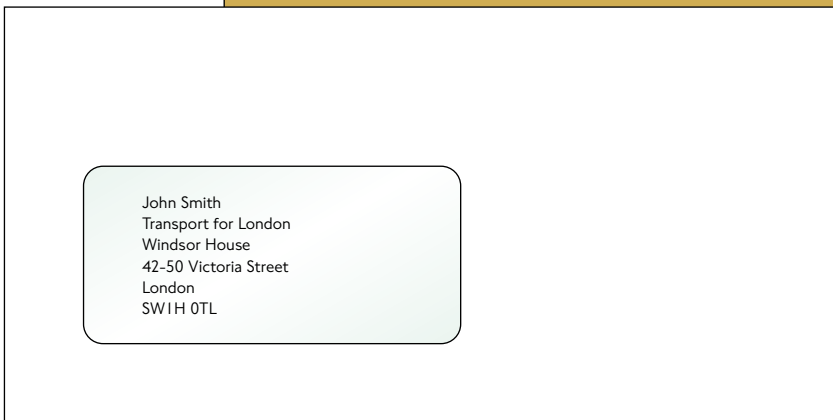 John Smith
Transport for London
Windsor House
42-50 Victoria Street
London
SW1H 0TL